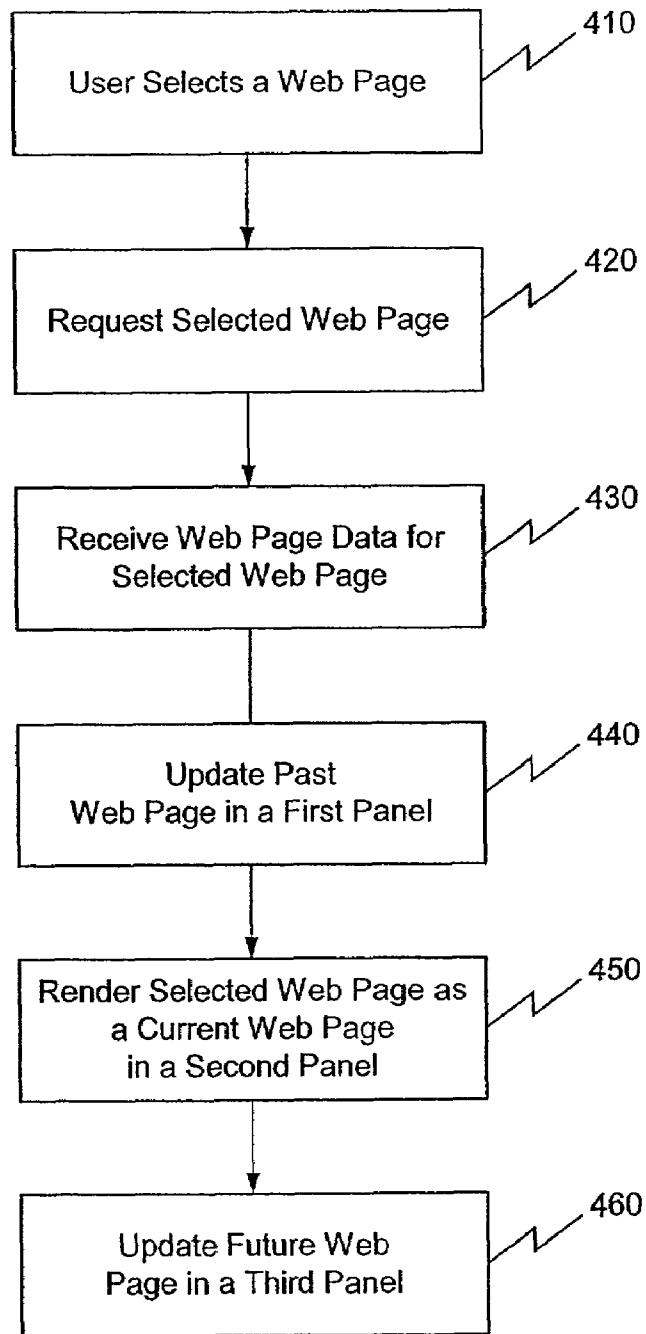 410
User Selects a Web Page
420
Request Selected Web Page
430
Receive Web Page Data for
Selected Web Page
440
Update Past
Web Page in a First Panel
450
Render Selected Web Page as
a Current Web Page
in a Second Panel
460
Update Future Web
Page in a Third Panel